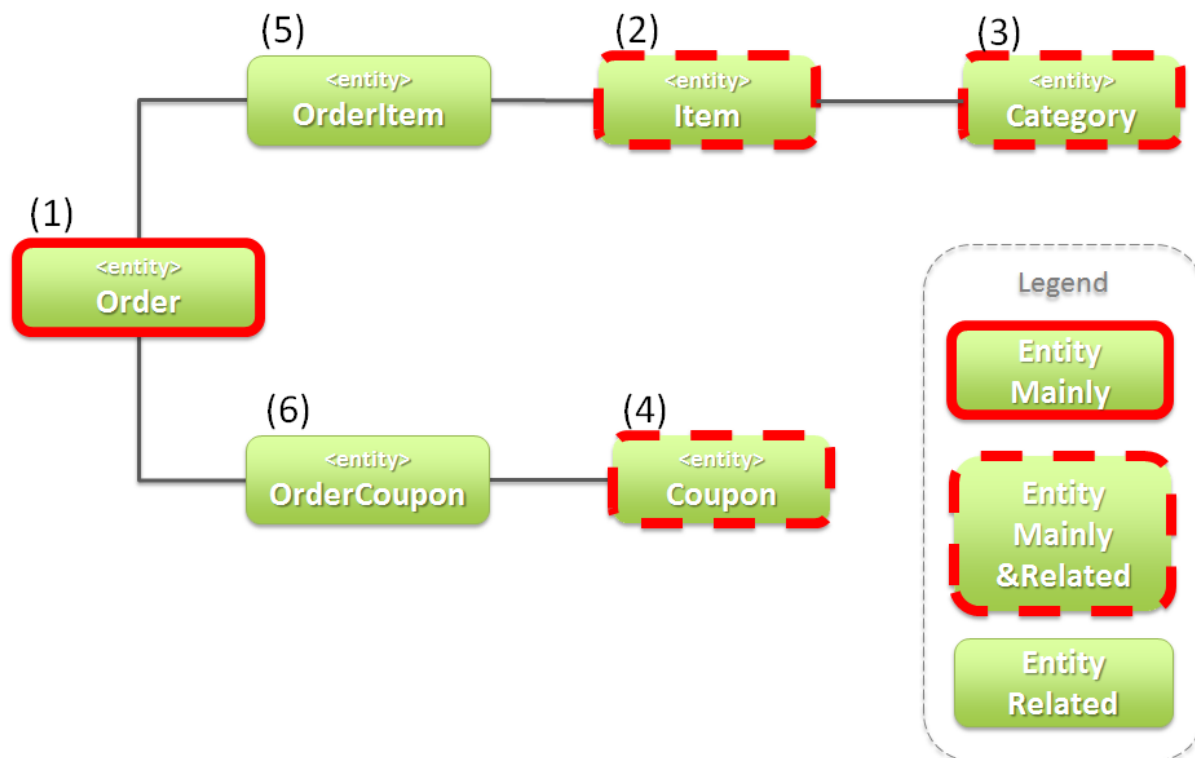 (5)
<entity>
OrderItem
(2)
<entity>
Item
(3)
<entity>
Category
(1)
<entity>
Order
(6)
<entity>
OrderCoupon
(4)
<entity>
Coupon
Legend
Entity
Mainly
Entity
Mainly
&Related
Entity
Related